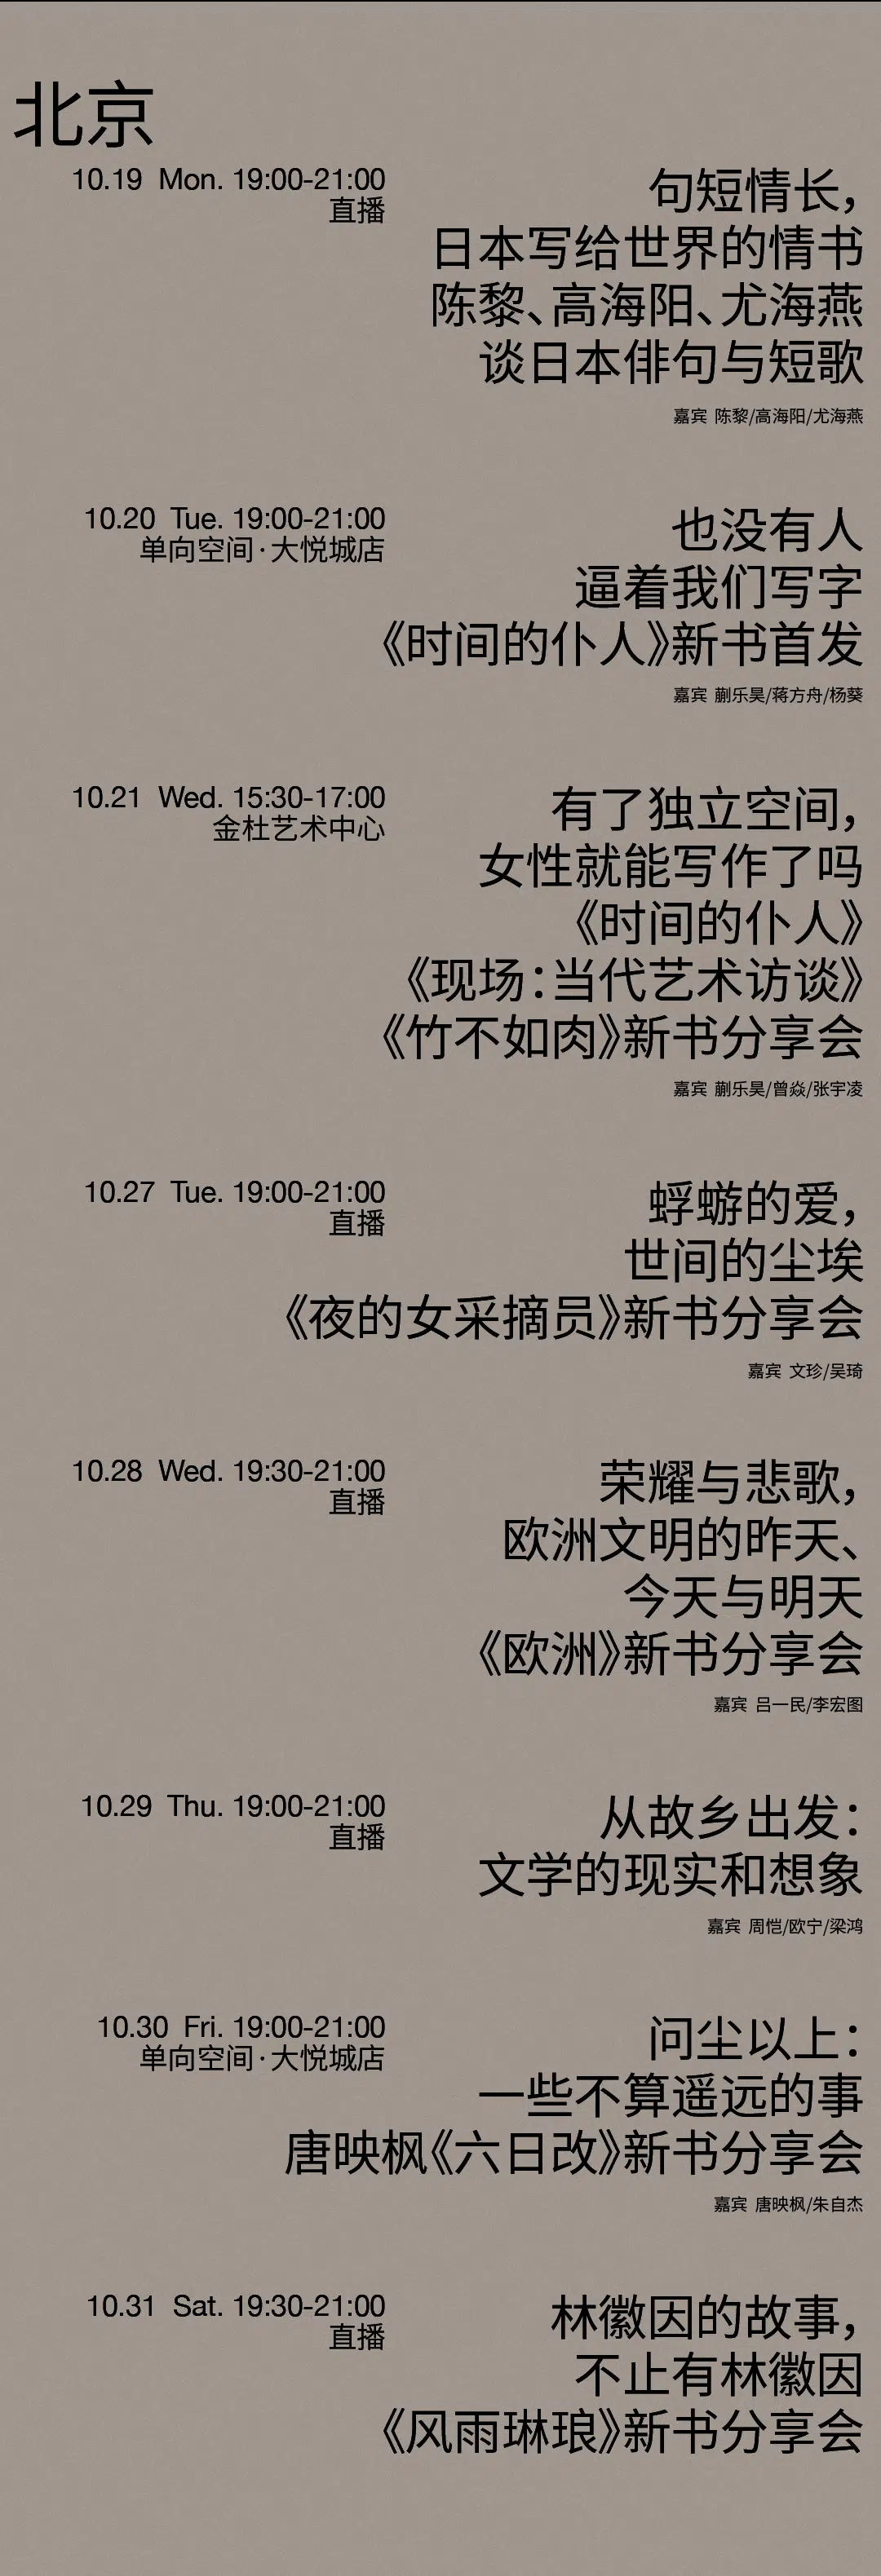 北京
10.19 Mon. 19:00-21:00
直播
句短情长，
日本写给世界的情书
陈黎、高海阳、尤海燕
谈日本俳句与短歌
嘉宾 陈黎/高海阳/尤海燕
10.20 Tue. 19:00-21:00
单向空间·大悦城店
也没有人
逼着我们写字
《时间的仆人》新书首发
嘉宾 蒯乐昊/蒋方舟/杨葵
10.21 Wed. 15:30-17:00
金杜艺术中心
有了独立空间，
女性就能写作了吗
《时间的仆人》
《现场：当代艺术访谈》
《竹不如肉》新书分享会
嘉宾 蒯乐昊/曾焱/张宇凌
10.27 Tue. 19:00-21:00
直播
蜉蝣的爱，
世间的尘埃
《夜的女采摘员》新书分享会
嘉宾 文珍/吴琦
10.28 Wed. 19:30-21:00
直播
荣耀与悲歌，
欧洲文明的昨天、
今天与明天
《欧洲》新书分享会
嘉宾 吕一民/李宏图
10.29 Thu. 19:00-21:00
直播
从故乡出发：
文学的现实和想象
嘉宾 周恺/欧宁/梁鸿
10.30 Fri. 19:00-21:00
单向空间·大悦城店
问尘以上：
一些不算遥远的事
唐映枫《六日改》新书分享会
嘉宾 唐映枫/朱自杰
10.31 Sat. 19:30-21:00
直播
林徽因的故事，
不止有林徽因
《风雨琳琅》新书分享会